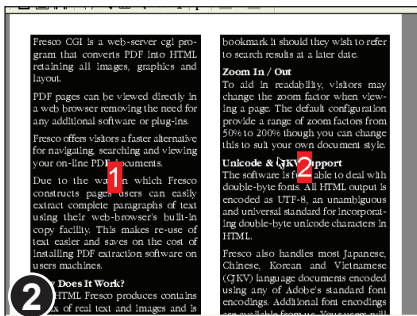 Fresco CGI is a web-server cgi pro-
gram that converts PDF into HTML
retaining all images, graphics and
layout.
PDF pages can be viewed directly in
a web browser removing the need for
any additional software or plug-ins.
Fresco offers visitors a faster alternative
for navigating, searching and viewing
your on-line PDF documents.
Due to the way in which Fresco
constructs pages users can easily
extract complete paragraphs of text
using their web-browser's built-in
copy facility. This makes re-use of
text easier and saves on the cost of
installing PDF extraction software on
users machines.
Does It Work?
HTML Fresco produces contains
of real text and images and is
1
2
bookmark it should they wish to refer
to search results at a later date.
Zoom In / Out
To aid in readability, visitors may
change the zoom factor when view-
ing a page. The default configuration
provide a range of zoom factors from
50% to 200% though you can change
this to suit your own document style.
Unicode & CJKV Support
The software is fully able to deal with
double-byte fonts. All HTML output is
encoded as UTF-8, an unambiguous
and universal standard for incorporat-
ing double-byte unicode characters in
HTML.
Fresco also handles most Japanese,
Chinese, Korean and Vietnamese
(CJKV) language documents encoded
using any of Adobe's standard font
encodings. Additional font encodings
are available from us. Your users will
2